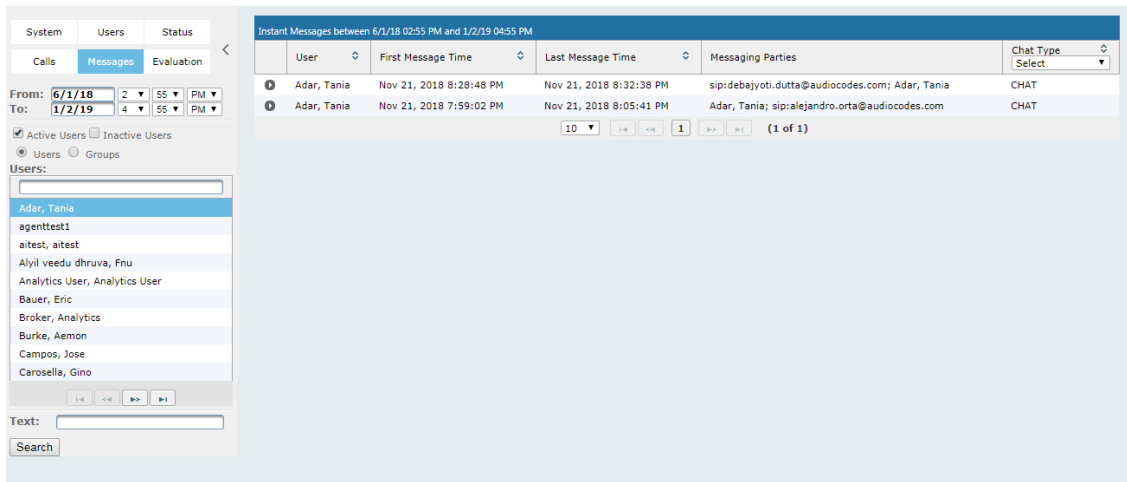 System Users Status
Calls Messages Evaluation
From: 6/1/18 2 55 PM
To: 1/2/19 4 55 PM
Active Users Inactive Users
Users Groups
Users:
Adar, Tania
agenttest1
aitest, aitest
Alyil veedu dhruva, Fnu
Analytics User, Analytics User
Bauer, Eric
Broker, Analytics
Burke, Aemon
Campos, Jose
Carosella, Gino
Text:
Search
Instant Messages between 6/1/18 02:55 PM and 1/2/19 04:55 PM
User First Message Time Last Message Time Messaging Parties Chat Type
Select
Adar, Tania Nov 21, 2018 8:28:48 PM Nov 21, 2018 8:32:38 PM sip:debajyoti.dutta@audiocodes.com; Adar, Tania CHAT
Adar, Tania Nov 21, 2018 7:59:02 PM Nov 21, 2018 8:05:41 PM Adar, Tania; sip:alejandro.orta@audiocodes.com CHAT
10 1 (1 of 1)